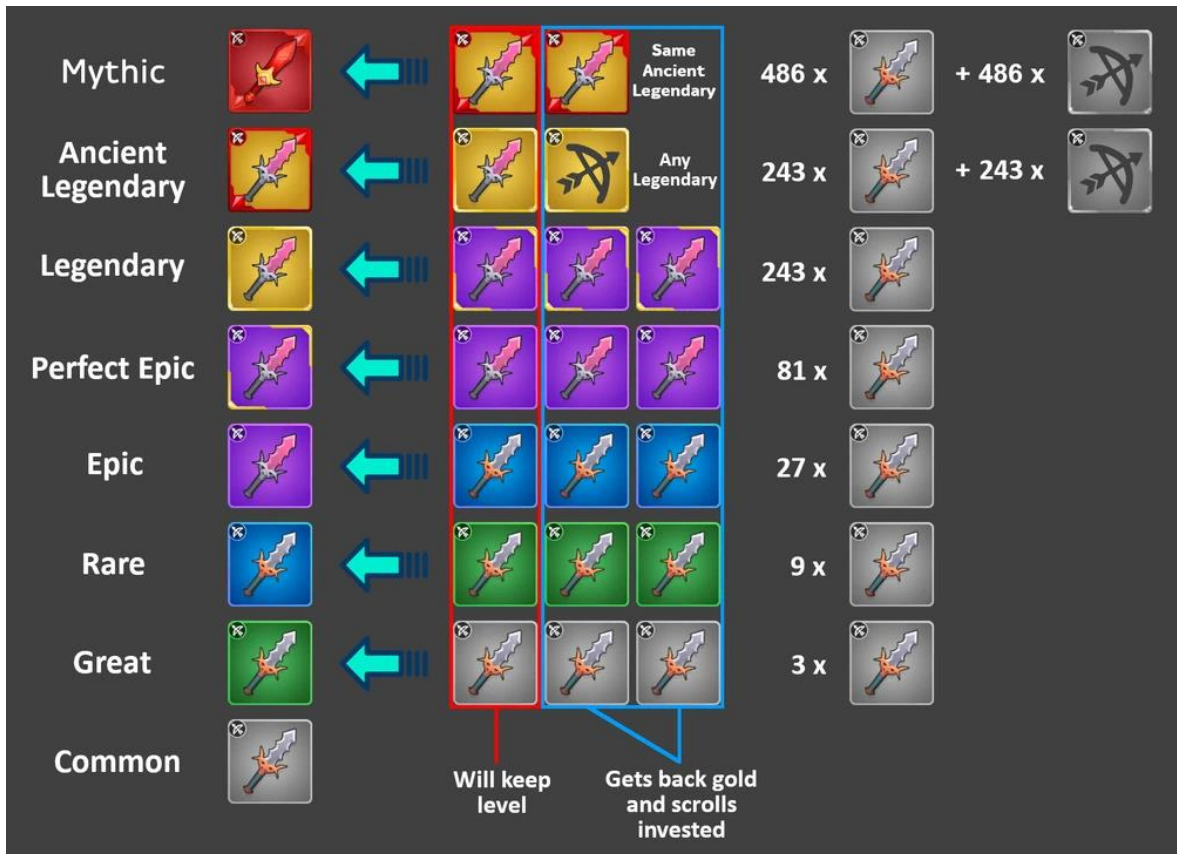 Mythic
Same
Ancient
Legendary
486 x
+ 486 x
Ancient
Legendary
Any
Legendary
243 x
+ 243 x
Legendary
243 x
Perfect Epic
81 x
Epic
27 x
Rare
9 x
Great
3 x
Common
Will keep
level
Gets back gold
and scrolls
invested